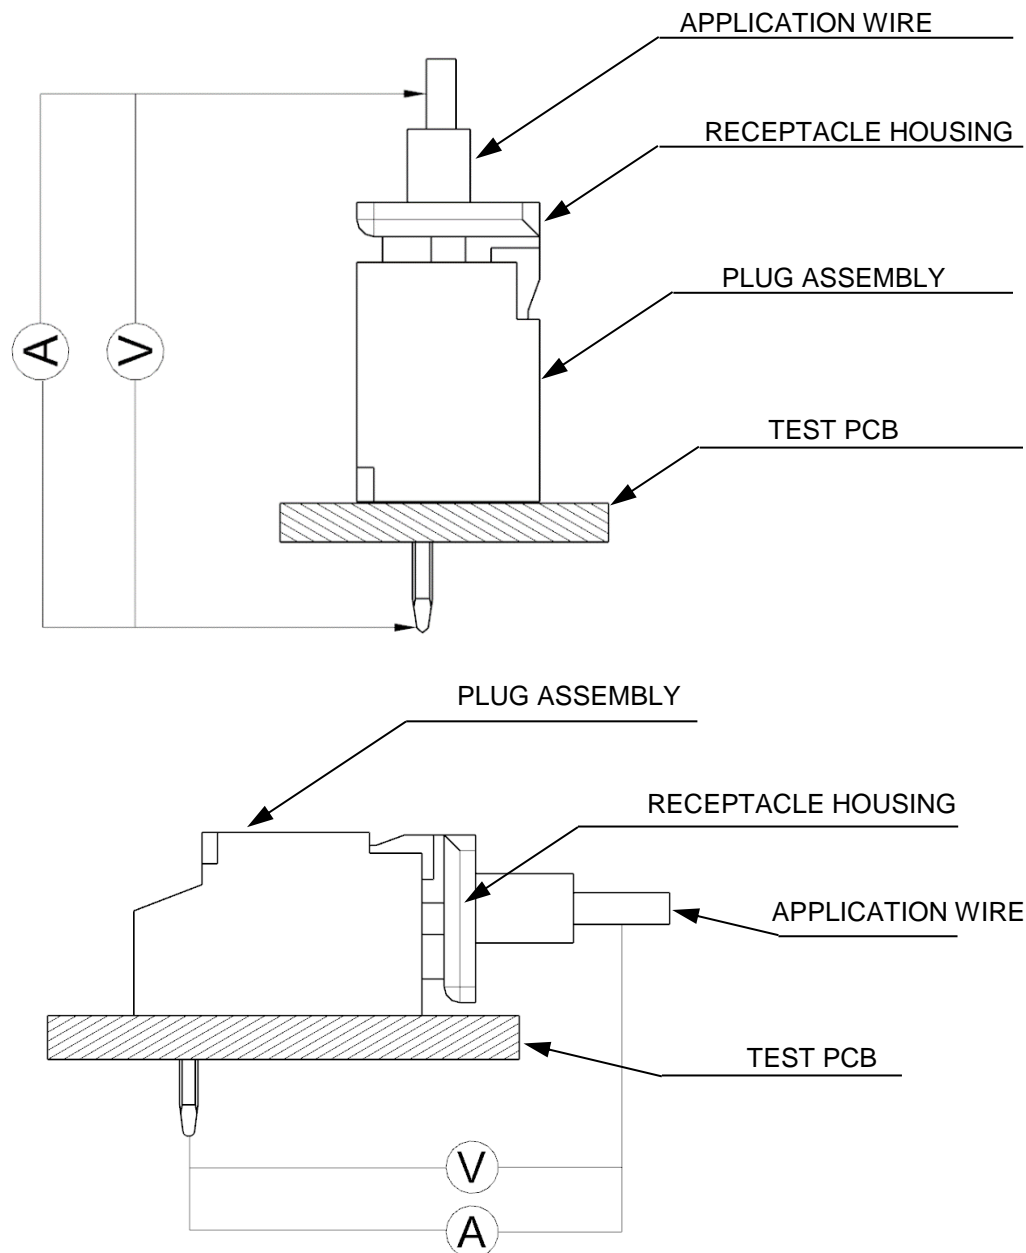 APPLICATION WIRE
RECEPTACLE HOUSING
PLUG ASSEMBLY
A
V
TEST PCB
PLUG ASSEMBLY
RECEPTACLE HOUSING
APPLICATION WIRE
TEST PCB
V
A